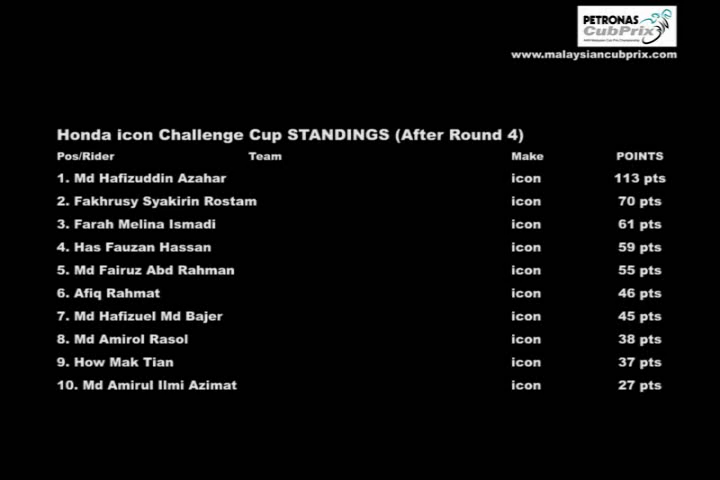 PETRONAS
CubPrix
www.malaysiancubprix.com
Honda icon Challenge Cup STANDINGS (After Round 4)
Pos/Rider Team Make POINTS
1. Md Hafizuddin Azahar icon 113 pts
2. Fakhrusy Syakirin Rostam icon 70 pts
3. Farah Melina Ismadi icon 61 pts
4. Has Fauzan Hassan icon 59 pts
5. Md Fairuz Abd Rahman icon 55 pts
6. Afiq Rahmat icon 46 pts
7. Md Hafizuel Md Bajer icon 45 pts
8. Md Amirol Rasol icon 38 pts
9. How Mak Tian icon 37 pts
10. Md Amirul Ilmi Azimat icon 27 pts